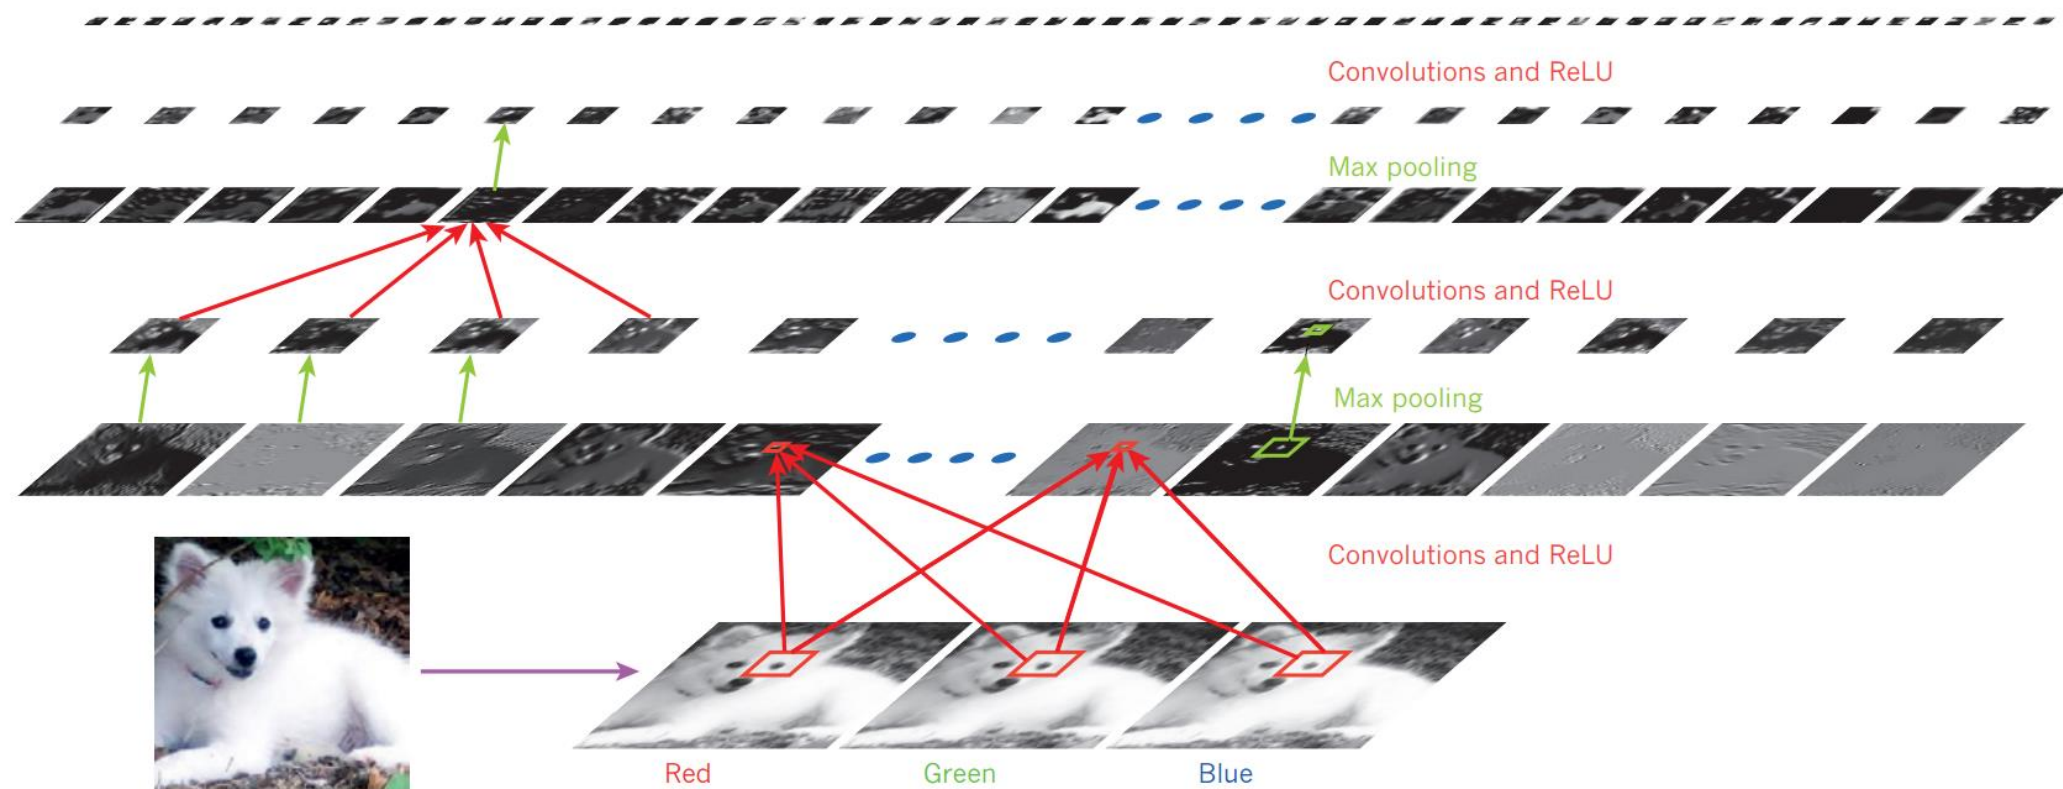 Convolutions and ReLU
Max pooling
Convolutions and ReLU
Max pooling
Convolutions and ReLU
Red
Green
Blue